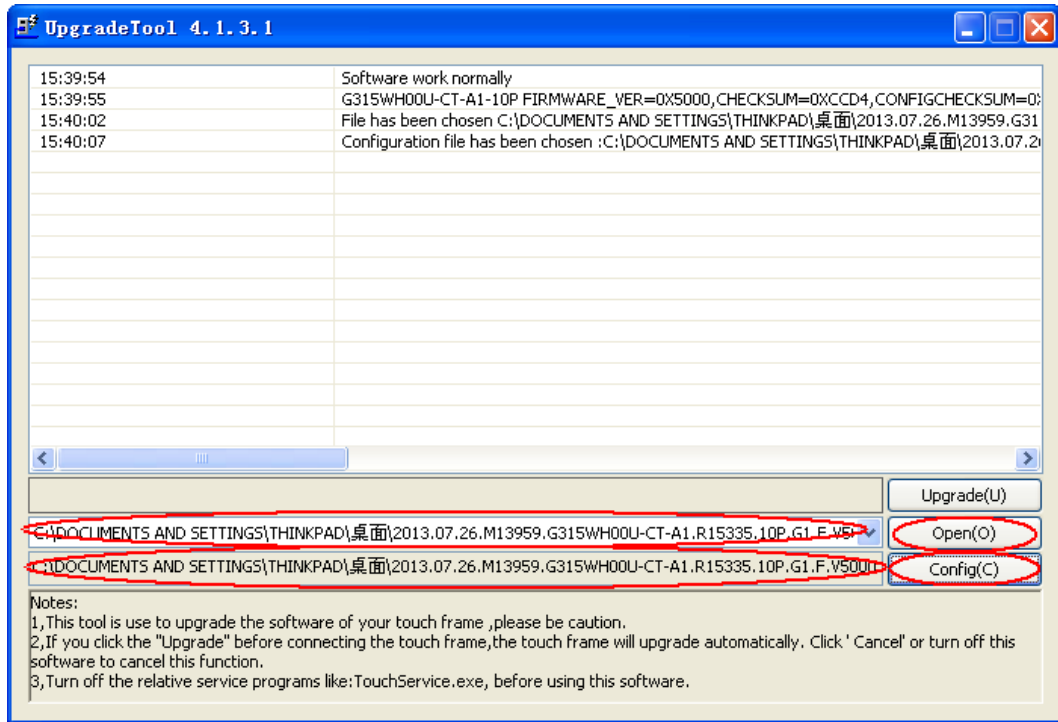 UpgradeTool 4.1.3.1
15:39:54 Software work normally
15:39:55 G315WH00U-CT-A1-10P FIRMWARE_VER=0X5000,CHECKSUM=0XCCD4,CONFIGCHECKSUM=0X
15:40:02 File has been chosen C:\DOCUMENTS AND SETTINGS\THINKPAD\桌面\2013.07.26.M13959.G31
15:40:07 Configuration file has been chosen :C:\DOCUMENTS AND SETTINGS\THINKPAD\桌面\2013.07.2
Upgrade(U)
C:\DOCUMENTS AND SETTINGS\THINKPAD\桌面\2013.07.26.M13959.G315WH00U-CT-A1.R15335.10P.G1.F.V5
Open(O)
C:\DOCUMENTS AND SETTINGS\THINKPAD\桌面\2013.07.26.M13959.G315WH00U-CT-A1.R15335.10P.G1.F.V500
Config(C)
Notes:
1,This tool is use to upgrade the software of your touch frame ,please be caution.
2,If you click the "Upgrade" before connecting the touch frame,the touch frame will upgrade automatically. Click ' Cancel' or turn off this
software to cancel this function.
3,Turn off the relative service programs like:TouchService.exe, before using this software.